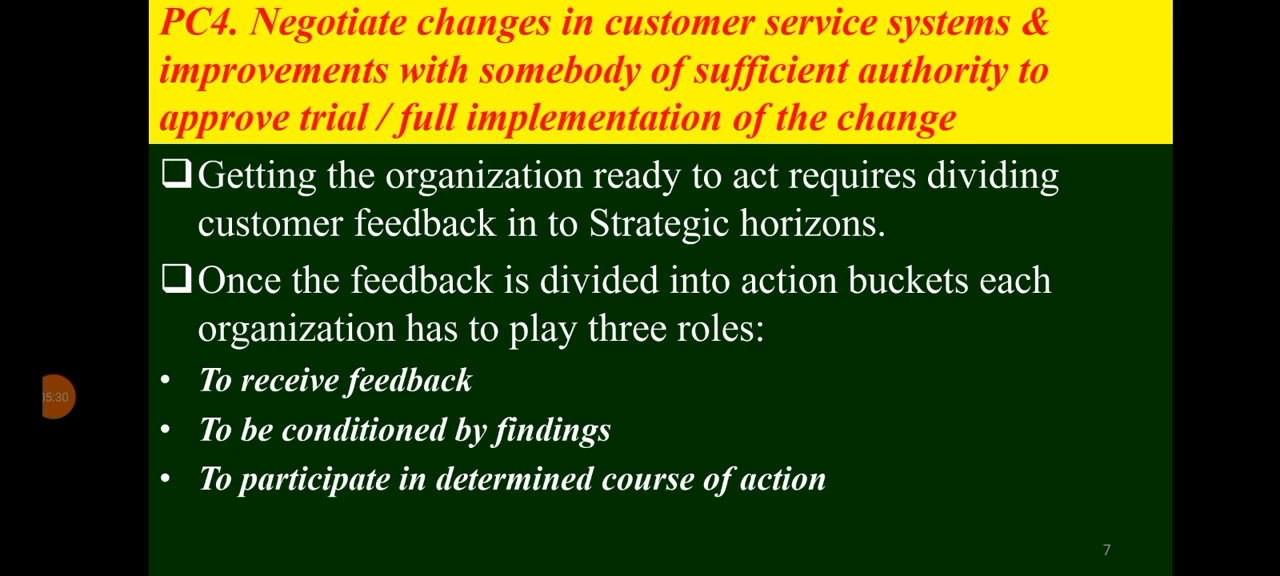 PC4. Negotiate changes in customer service systems &
improvements with somebody of sufficient authority to
approve trial / full implementation of the change
❑Getting the organization ready to act requires dividing
customer feedback in to Strategic horizons.
❑Once the feedback is divided into action buckets each
organization has to play three roles:
• To receive feedback
• To be conditioned by findings
• To participate in determined course of action
7